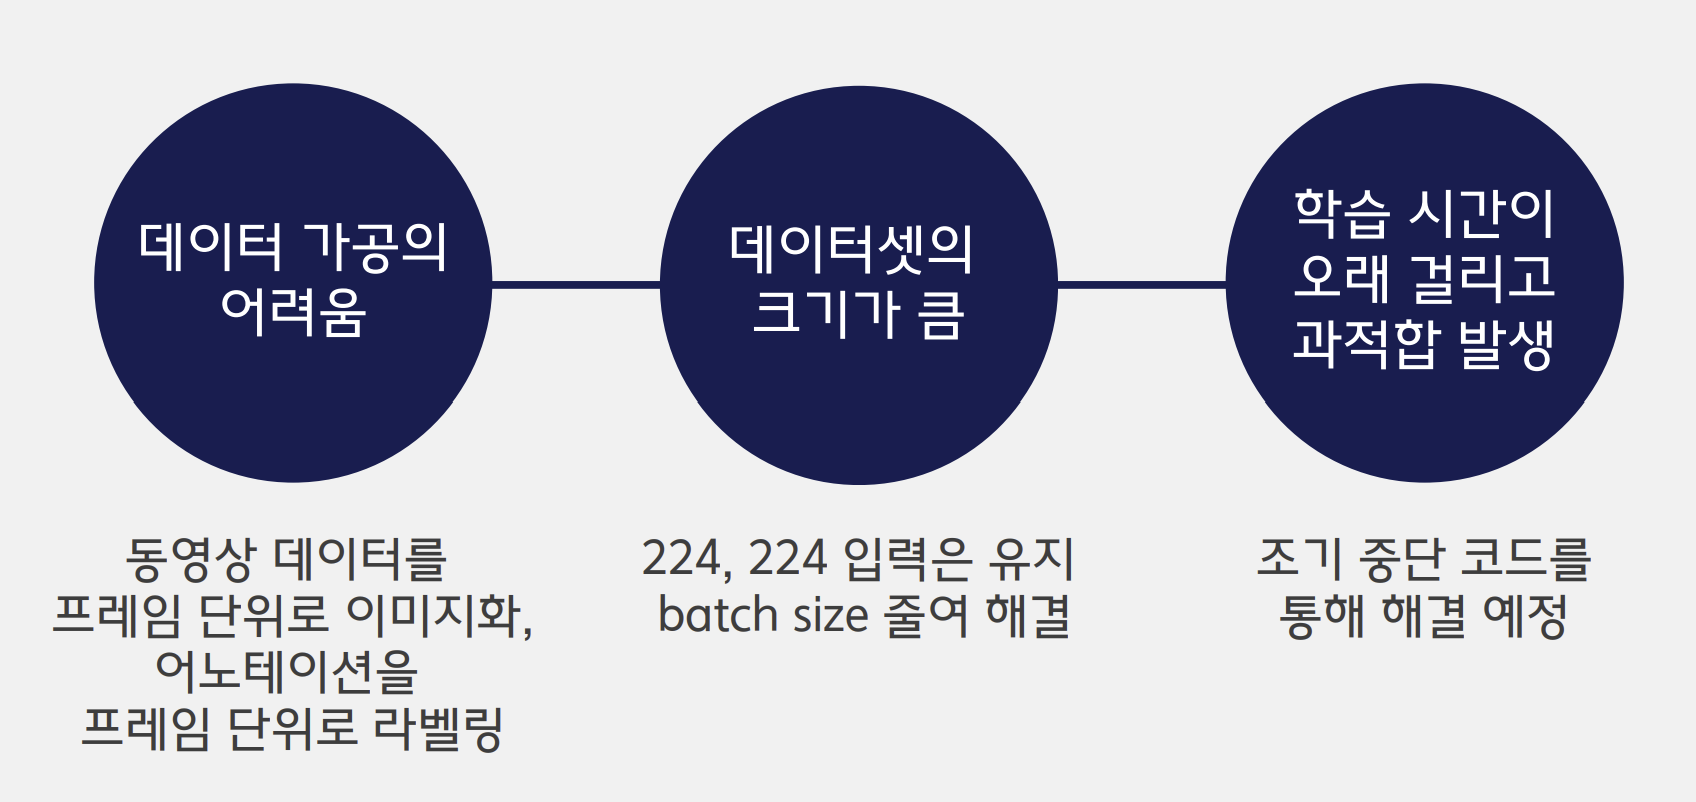 데이터 가공의
어려움
데이터셋의
크기가 큼
학습 시간이
오래 걸리고
과적합 발생
동영상 데이터를
프레임 단위로 이미지화,
어노테이션을
프레임 단위로 라벨링
224, 224 입력은 유지
batch size 줄여 해결
조기 중단 코드를
통해 해결 예정